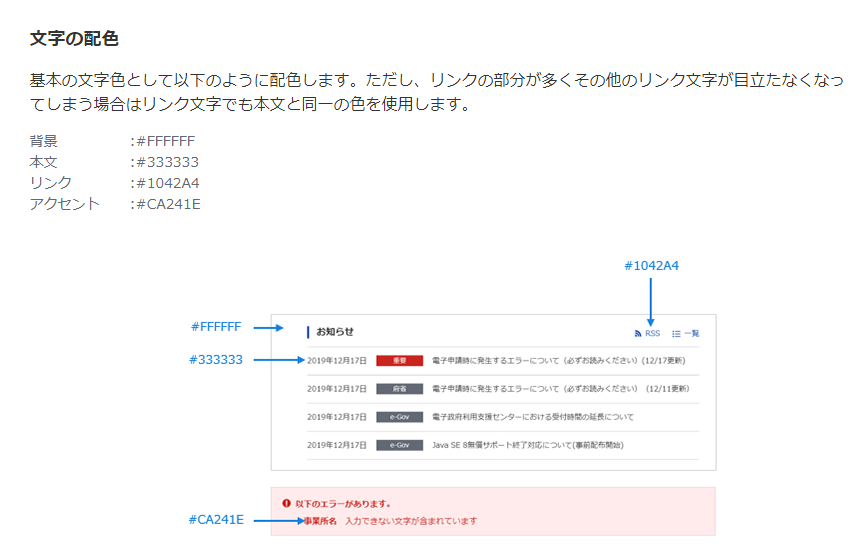 文字の配色
基本の文字色として以下のように配色します。ただし、リンクの部分が多くその他のリンク文字が目立たなくなっ
てしまう場合はリンク文字でも本文と同一の色を使用します。
背景 :#FFFFFF
本文 :#333333
リンク :#1042A4
アクセント :#CA241E
#1042A4
#FFFFFF
お知らせ RSS 一覧
#333333
2019年12月17日 重要 電子申請時に発生するエラーについて（必ずお読みください）(12/17更新)
2019年12月17日 府省 電子申請時に発生するエラーについて（必ずお読みください）（12/11更新）
2019年12月17日 e-Gov 電子政府利用支援センターにおける受付時間の延長について
2019年12月17日 e-Gov Java SE 8無償サポート終了対応について(事前配布開始)
以下のエラーがあります。
#CA241E
事業所名 入力できない文字が含まれています